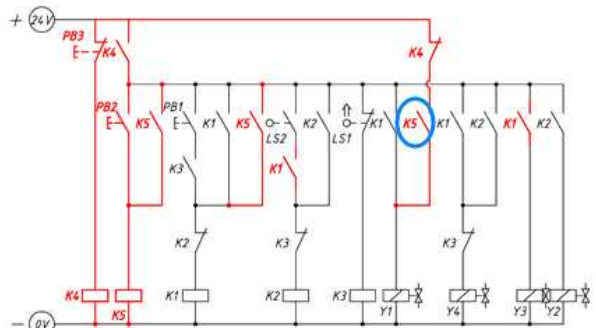 + 24V
PB3 K4 K4
PB2 K5 PB1 K1 K5 LS2 K2 LS1 K1 K5 K1 K2 K1 K2
K3 K1
K2 K3 K3
K4 K5 K1 K2 K3 Y1 Y4 Y3 Y2
- 0V